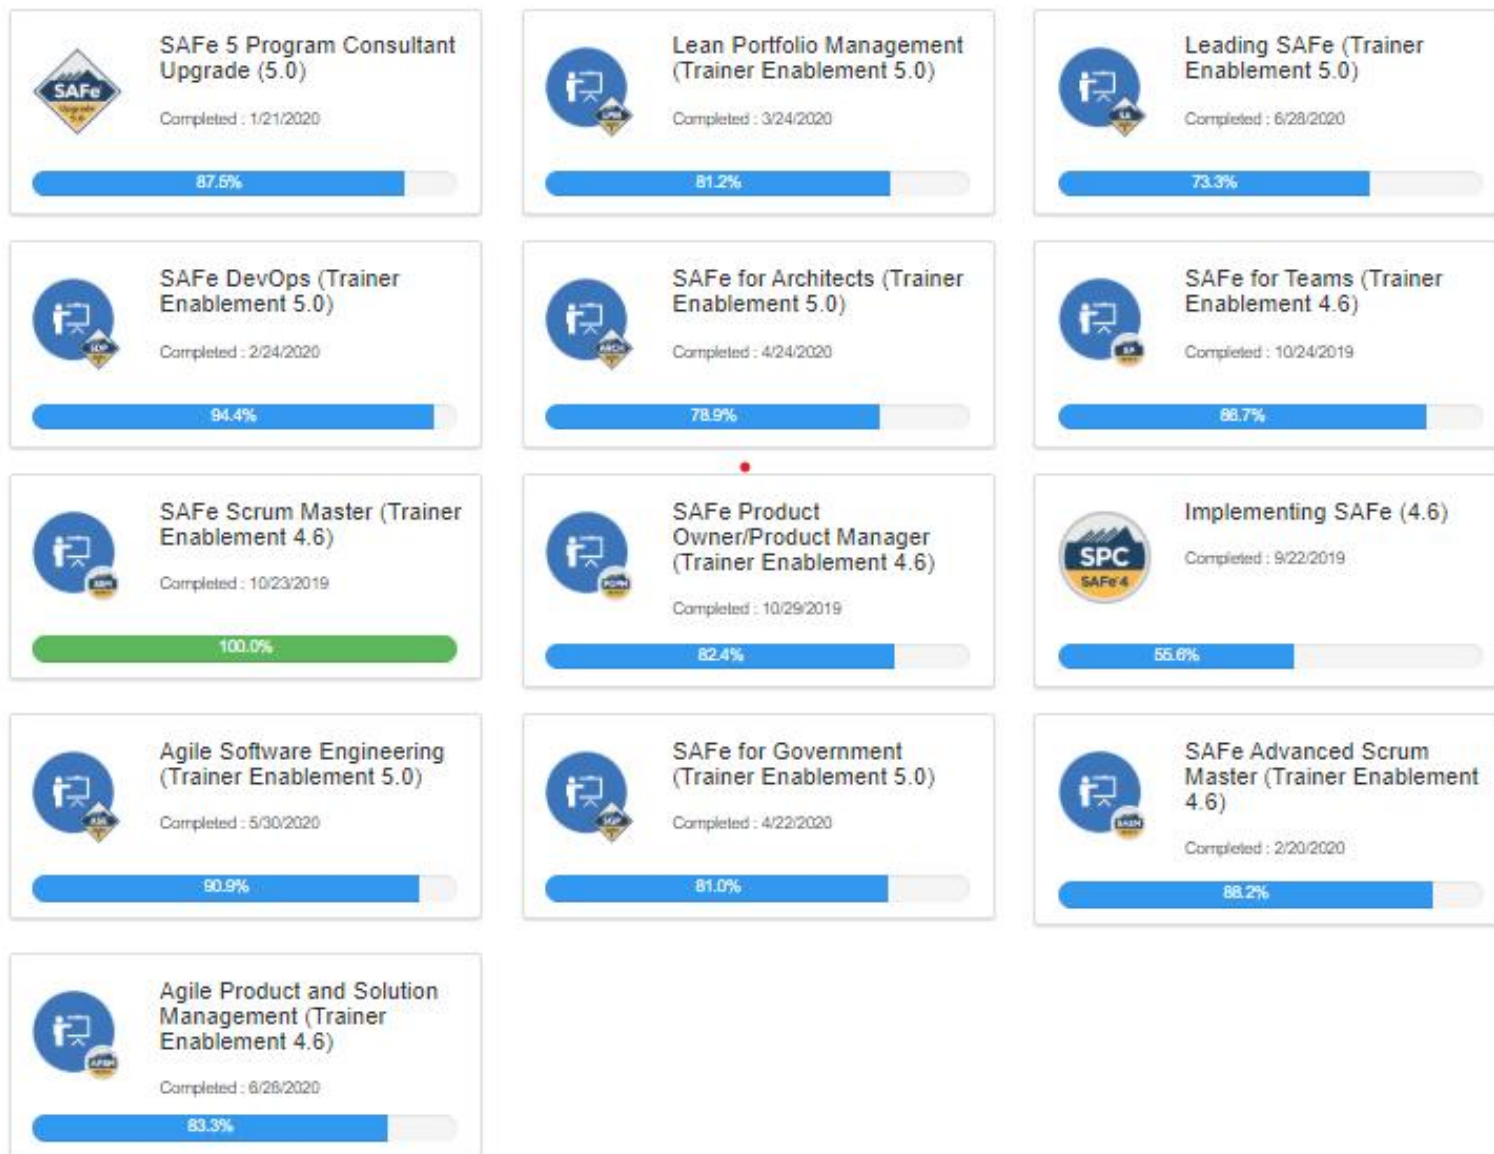 SAFe 5 Program Consultant
Upgrade (5.0)
Completed : 1/21/2020
87.5%
Lean Portfolio Management
(Trainer Enablement 5.0)
Completed : 3/24/2020
81.2%
Leading SAFe (Trainer
Enablement 5.0)
Completed : 6/28/2020
73.3%
SAFe DevOps (Trainer
Enablement 5.0)
Completed : 2/24/2020
94.4%
SAFe for Architects (Trainer
Enablement 5.0)
Completed : 4/24/2020
78.9%
SAFe for Teams (Trainer
Enablement 4.6)
Completed : 10/24/2019
86.7%
SAFe Scrum Master (Trainer
Enablement 4.6)
Completed : 10/23/2019
100.0%
SAFe Product
Owner/Product Manager
(Trainer Enablement 4.6)
Completed : 10/29/2019
82.4%
SPC
SAFe 4
Implementing SAFe (4.6)
Completed : 9/22/2019
55.6%
Agile Software Engineering
(Trainer Enablement 5.0)
Completed : 5/30/2020
90.9%
SAFe for Government
(Trainer Enablement 5.0)
Completed : 4/22/2020
81.0%
SAFe Advanced Scrum
Master (Trainer Enablement
4.6)
Completed : 2/20/2020
88.2%
Agile Product and Solution
Management (Trainer
Enablement 4.6)
Completed : 6/28/2020
83.3%